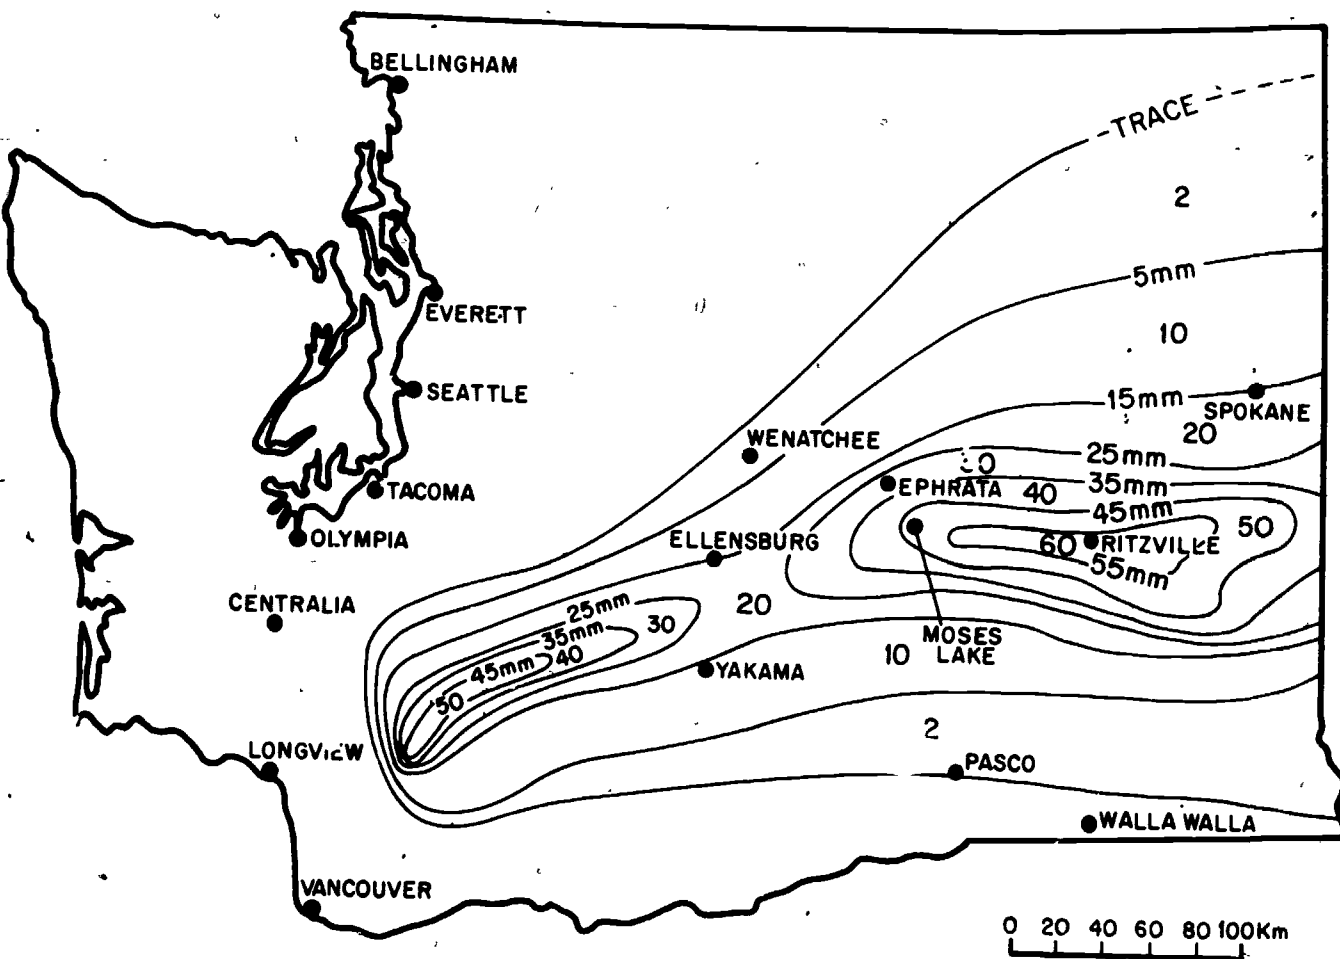 BELLINGHAM
TRACE
2
5mm
EVERETT
10
SEATTLE
15mm
SPOKANE
20
WENATCHEE
25mm
EPHRATA
40
35mm
TACOMA
45mm
50
OLYMPIA
ELLENSBURG
60
RITZVILLE
55mm
CENTRALIA
25mm
20
30
35mm
MOSES
LAKE
10
45mm
40
YAKAMA
50
2
LONGVIEW
PASCO
WALLA WALLA
VANCOUVER
0 20 40 60 80 100Km